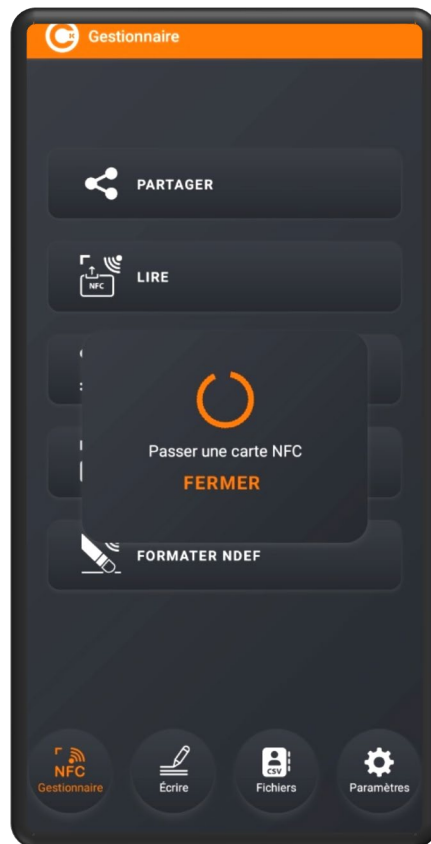 Gestionnaire
PARTAGER
LIRE
NFC
Passer une carte NFC
FERMER
FORMATER NDEF
NFC
CSV
Gestionnaire
Écrire
Fichiers
Paramètres